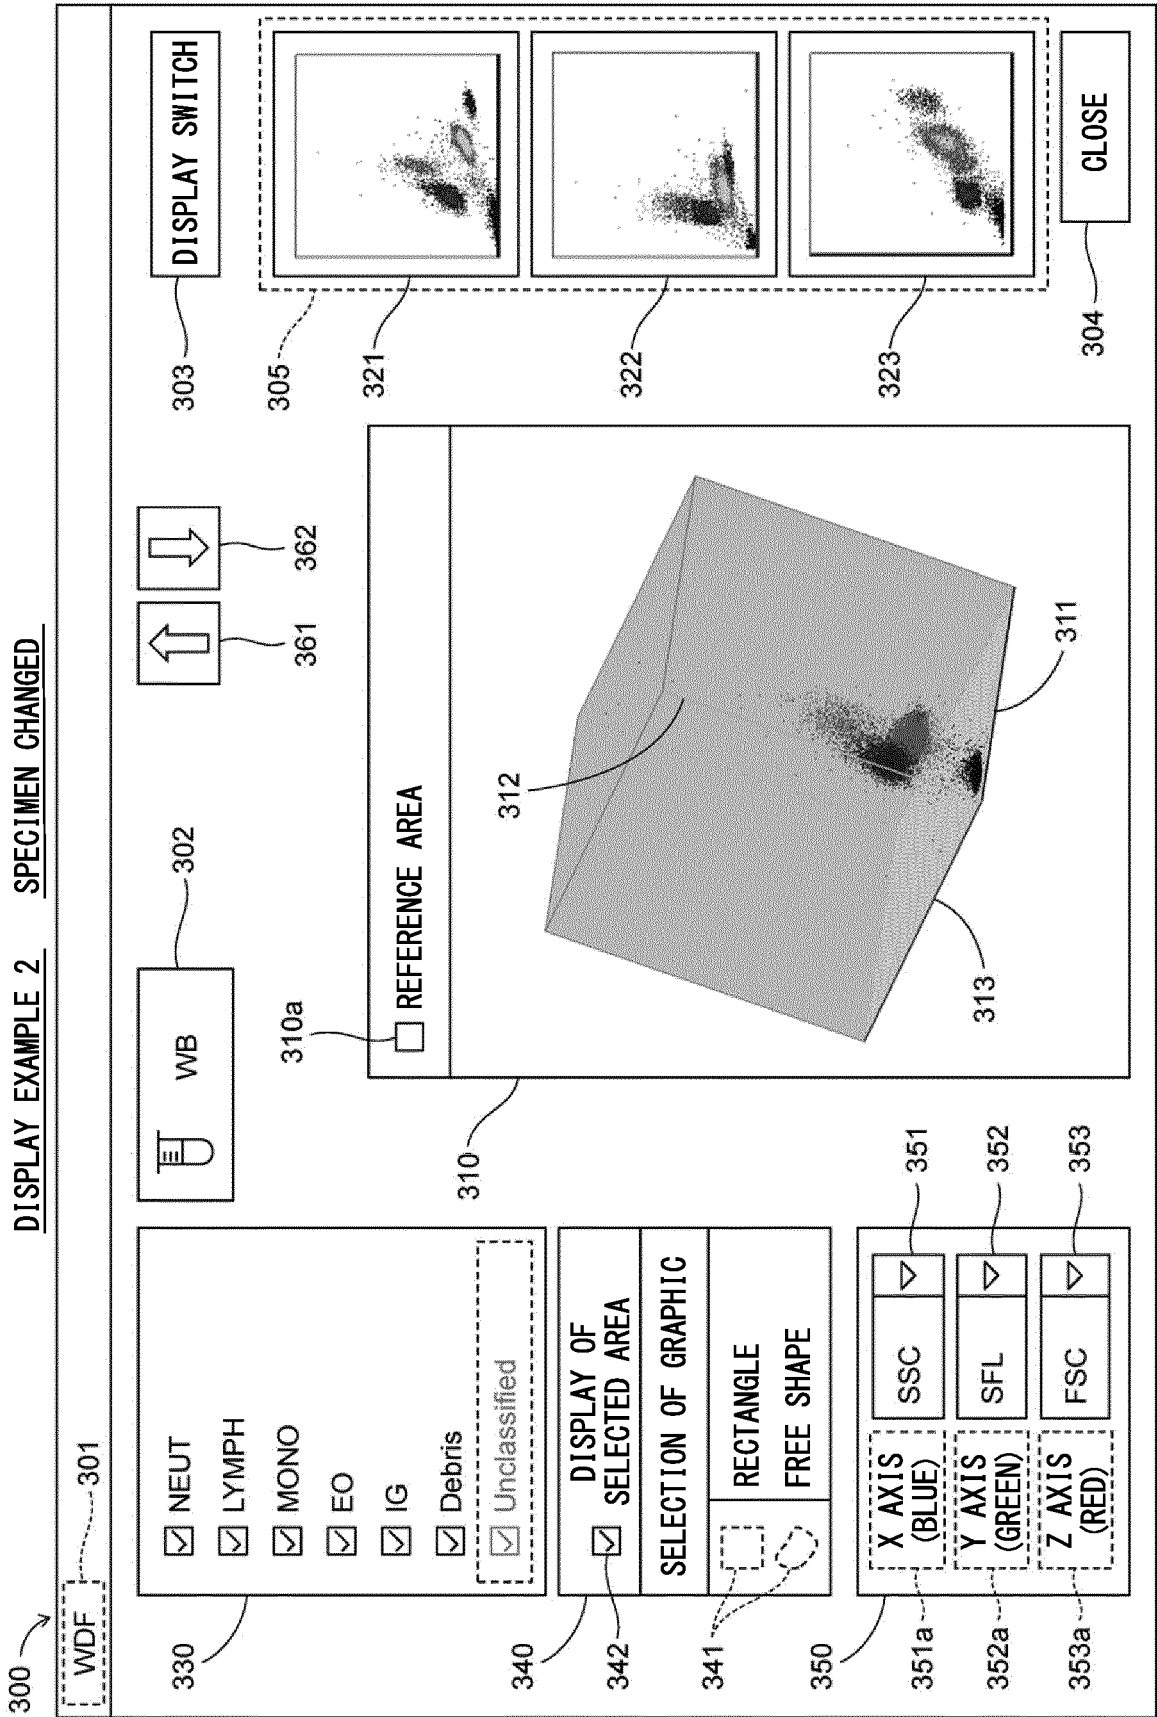 DISPLAY EXAMPLE 2 SPECIMEN CHANGED
300
WDF
301
302
WB
361
362
303
DISPLAY SWITCH
330
NEUT
LYMPH
MONO
EO
IG
Debris
Unclassified
310a
REFERENCE AREA
310
312
311
313
305
321
322
323
304
CLOSE
340
342
DISPLAY OF
SELECTED AREA
SELECTION OF GRAPHIC
341
RECTANGLE
FREE SHAPE
350
351a
X AXIS
(BLUE)
SSC
351
352a
Y AXIS
(GREEN)
SFL
352
353a
Z AXIS
(RED)
FSC
353